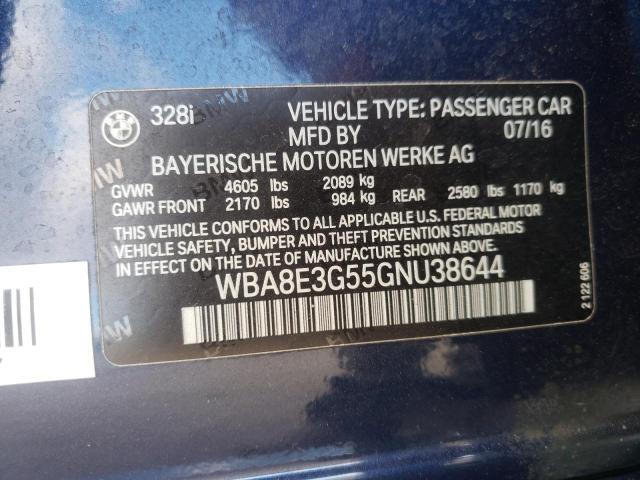 BMW
328i VEHICLE TYPE: PASSENGER CAR
MFD BY 07/16
BAYERISCHE MOTOREN WERKE AG
GVWR 4605 lbs 2089 kg
GAWR FRONT 2170 lbs 984 kg REAR 2580 lbs 1170 kg
THIS VEHICLE CONFORMS TO ALL APPLICABLE U.S. FEDERAL MOTOR
VEHICLE SAFETY, BUMPER AND THEFT PREVENTION STANDARDS
IN EFFECT ON THE DATE OF MANUFACTURE SHOWN ABOVE.
WBA8E3G55GNU38644
2 122 606